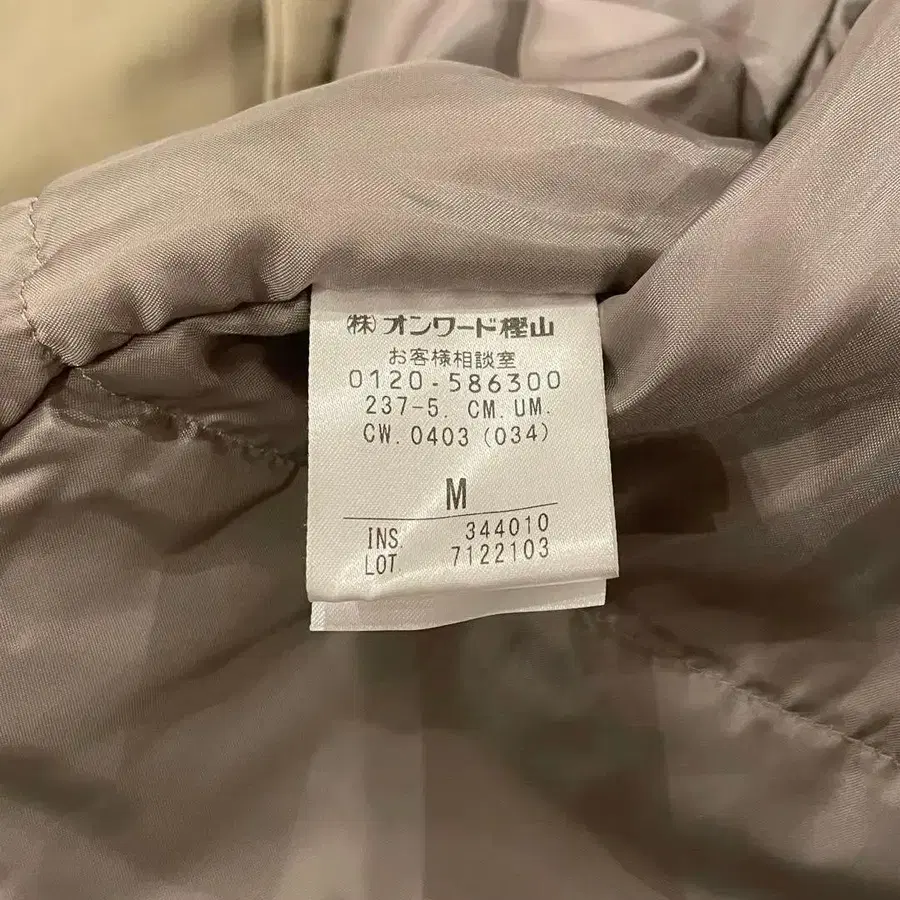 ㈱オンワード樫山
お客様相談室
0120-586300
237-5. CM. UM.
CW. 0403 (034)
M
INS. 344010
LOT 7122103